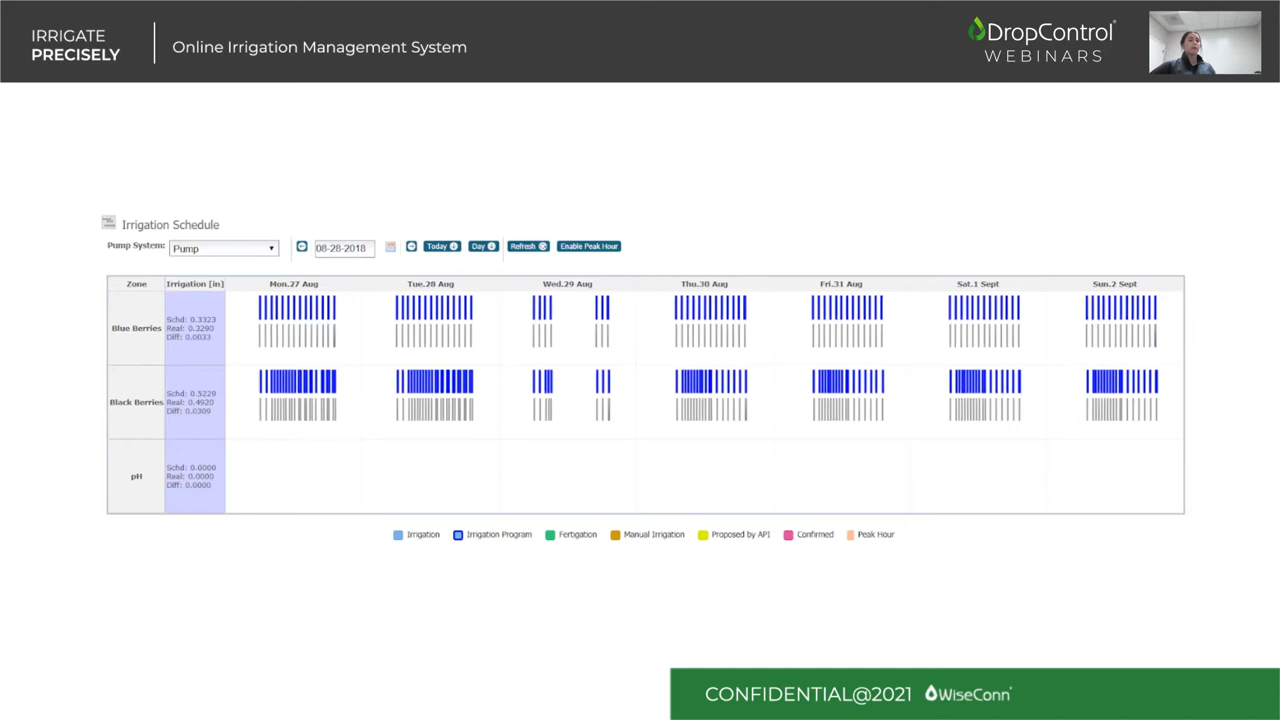 IRRIGATE
PRECISELY
Online Irrigation Management System
DropControl®
WEBINARS
Irrigation Schedule
Pump System: Pump 08-28-2018 Today Day Refresh Enable Peak Hour
Zone Irrigation [in] Mon.27 Aug Tue.28 Aug Wed.29 Aug Thu.30 Aug Fri.31 Aug Sat.1 Sept Sun.2 Sept
Blue Berries
Schd: 0.3323
Real: 0.3290
Diff: 0.0033
Black Berries
Schd: 0.5229
Real: 0.4920
Diff: 0.0309
pH
Schd: 0.0000
Real: 0.0000
Diff: 0.0000
Irrigation Irrigation Program Fertigation Manual Irrigation Proposed by API Confirmed Peak Hour
CONFIDENTIAL@2021 WiseConn®